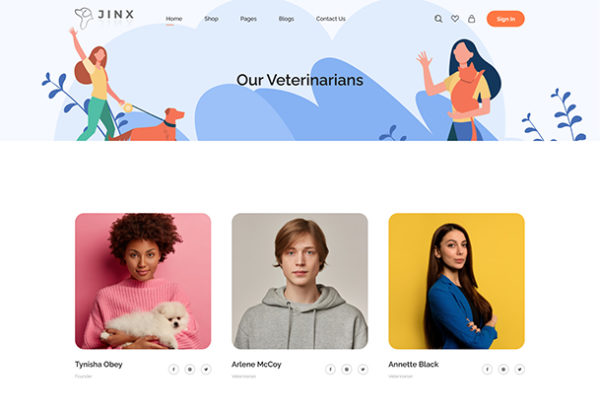 JINX
Home
Shop
Pages
Blogs
Contact Us
Sign In
Our Veterinarians
Tynisha Obey
Founder
Arlene McCoy
Veterinarian
Annette Black
Veterinarian